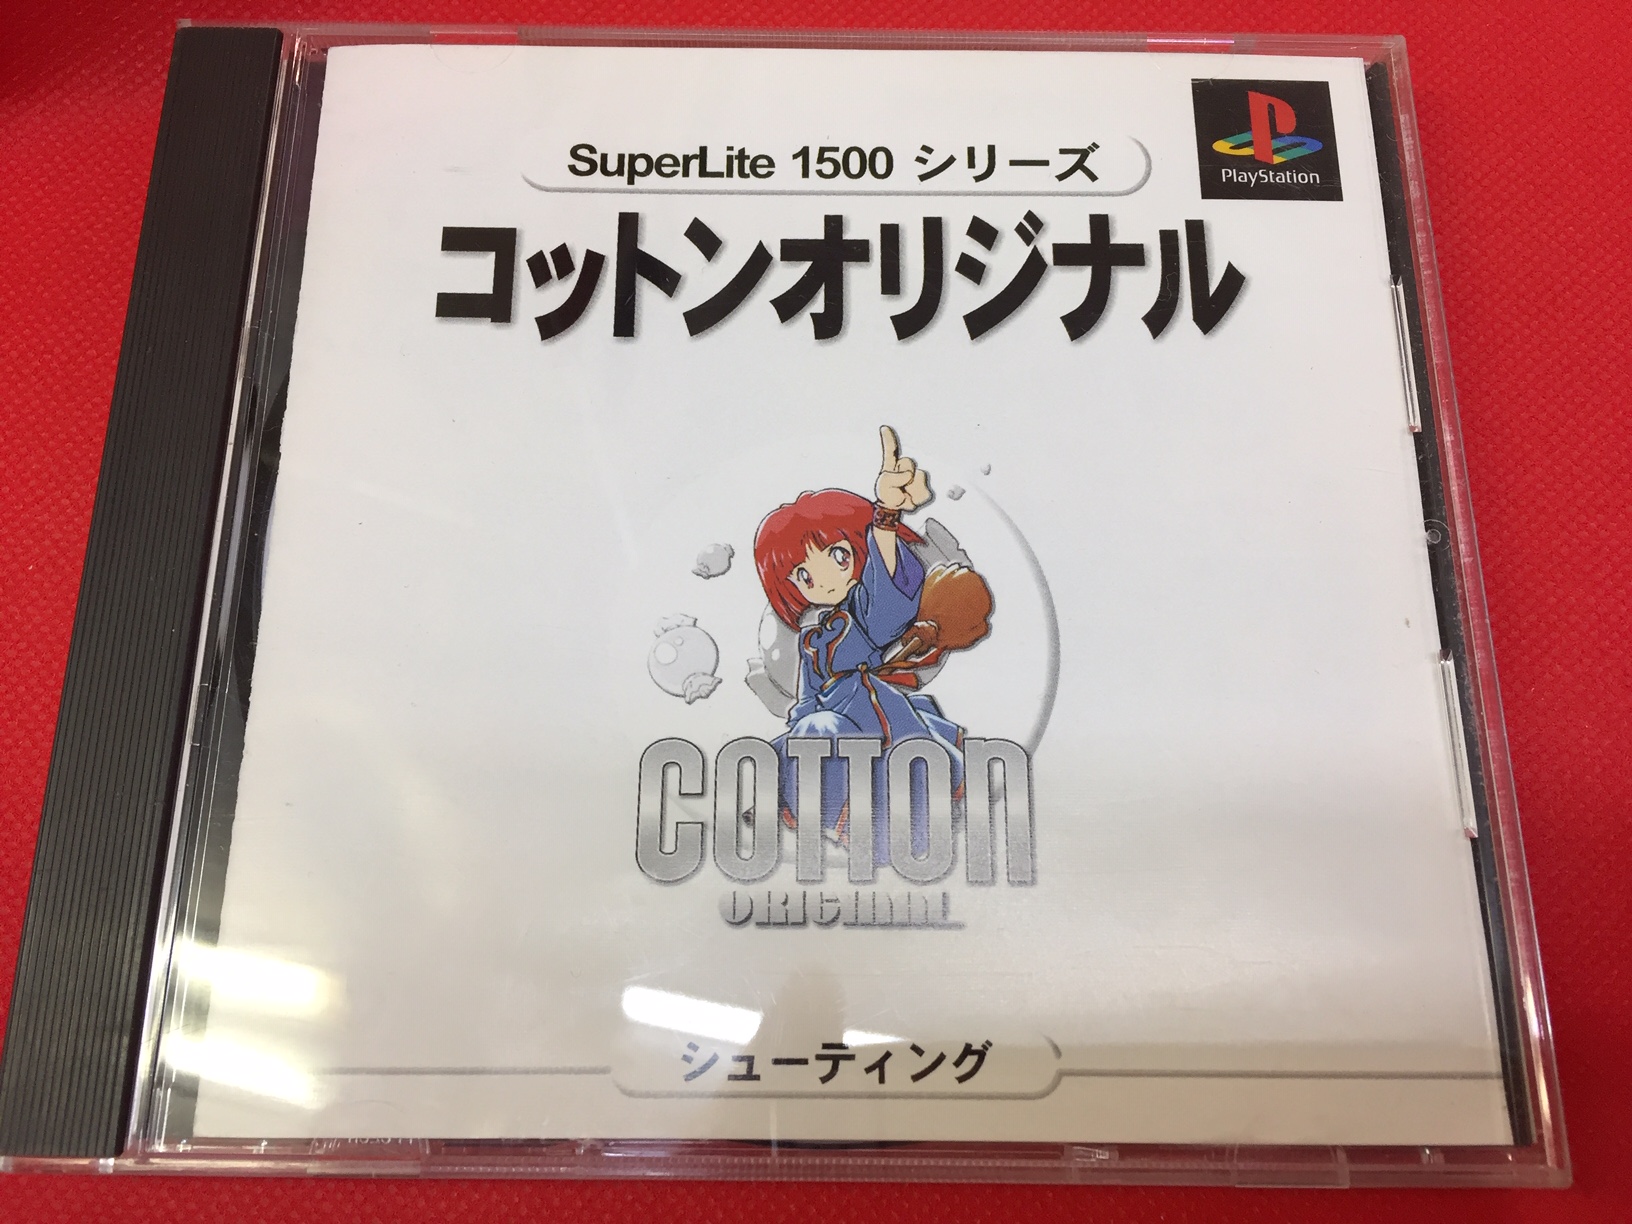 PlayStation
SuperLite 1500 シリーズ
コットンオリジナル
COTTON
ORIGINAL
シューティング